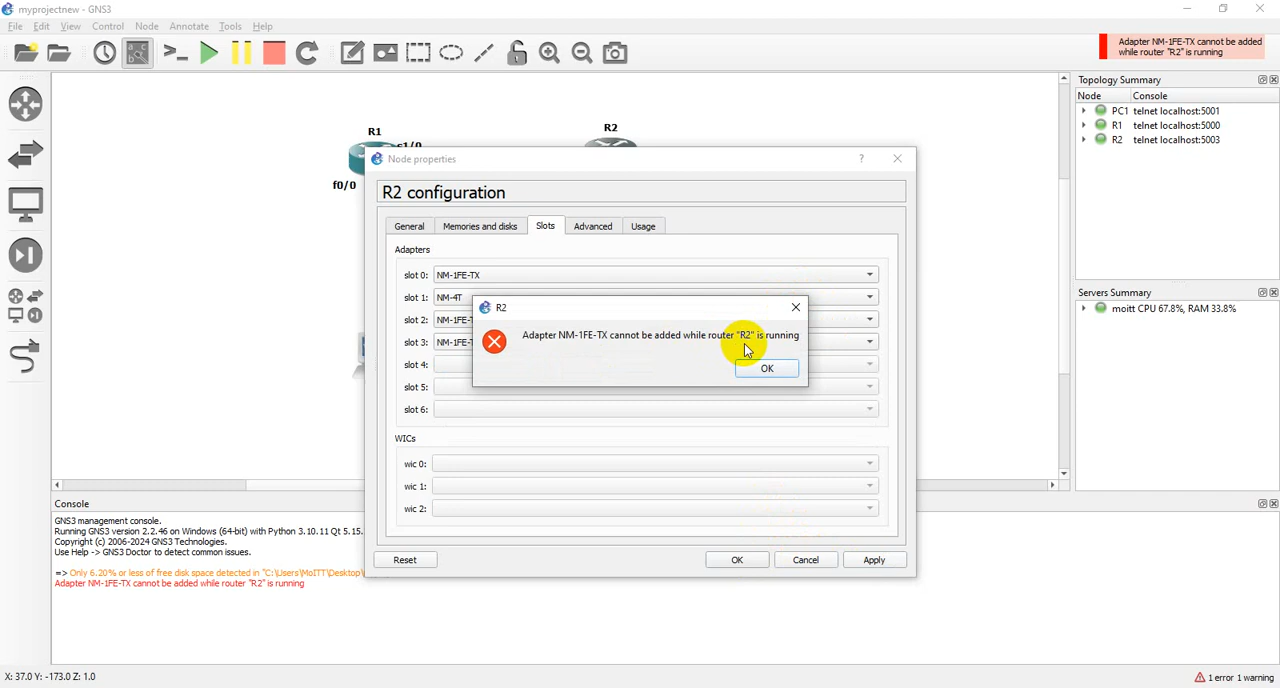 myprojectnew - GNS3
File Edit View Control Node Annotate Tools Help
Adapter NM-1FE-TX cannot be added
while router "R2" is running
Topology Summary
Node Console
PC1 telnet localhost:5001
R1 telnet localhost:5000
R2 telnet localhost:5003
Servers Summary
moitt CPU 67.8%, RAM 33.8%
R1
R2
s1/0
f0/0
Node properties
R2 configuration
General Memories and disks Slots Advanced Usage
Adapters
slot 0: NM-1FE-TX
slot 1: NM-4T
slot 2: NM-1FE-T
slot 3: NM-1FE-T
slot 4:
slot 5:
slot 6:
R2
Adapter NM-1FE-TX cannot be added while router "R2" is running
OK
WICs
wic 0:
wic 1:
wic 2:
Reset OK Cancel Apply
Console
GNS3 management console.
Running GNS3 version 2.2.46 on Windows (64-bit) with Python 3.10.11 Qt 5.15.
Copyright (c) 2006-2024 GNS3 Technologies.
Use Help -> GNS3 Doctor to detect common issues.
=> Only 6.20% or less of free disk space detected in "C:\Users\MoITT\Desktop\
Adapter NM-1FE-TX cannot be added while router "R2" is running
X: 37.0 Y: -173.0 Z: 1.0
1 error 1 warning